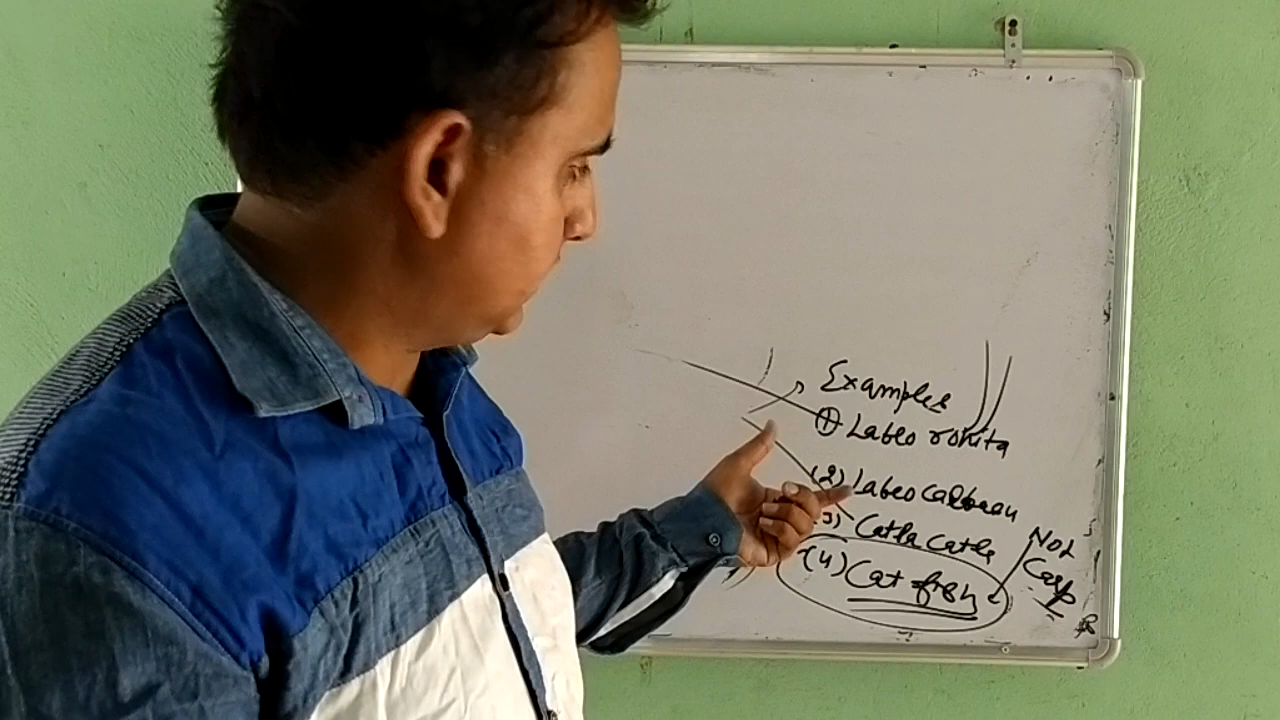 Examples
(1) Labeo rohita
(2) Labeo Calbasu
(3) Catla Catla
(4) Cat fish
Not
Carp